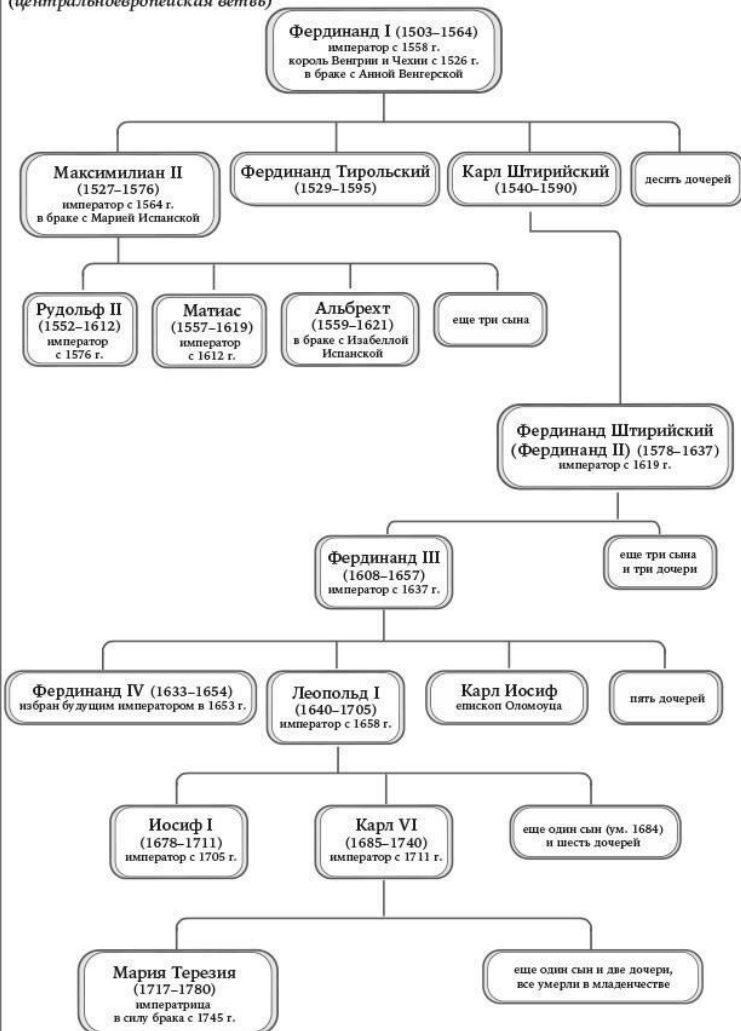 (центральноевропейская ветвь)
Фердинанд I (1503–1564)
император с 1558 г.
король Венгрии и Чехии с 1526 г.
в браке с Анной Венгерской
Максимилиан II
(1527–1576)
император с 1564 г.
в браке с Марией Испанской
Фердинанд Тирольский
(1529–1595)
Карл Штирийский
(1540–1590)
десять дочерей
Рудольф II
(1552–1612)
император
с 1576 г.
Матиас
(1557–1619)
император
с 1612 г.
Альбрехт
(1559–1621)
в браке с Изабеллой
Испанской
еще три сына
Фердинанд Штирийский
(Фердинанд II) (1578–1637)
император с 1619 г.
Фердинанд III
(1608–1657)
император с 1637 г.
еще три сына
и три дочери
Фердинанд IV (1633–1654)
избран будущим императором в 1653 г.
Леопольд I
(1640–1705)
император с 1658 г.
Карл Иосиф
епископ Оломоуца
пять дочерей
Иосиф I
(1678–1711)
император с 1705 г.
Карл VI
(1685–1740)
император с 1711 г.
еще один сын (ум. 1684)
и шесть дочерей
Мария Терезия
(1717–1780)
императрица
в силу брака с 1745 г.
еще один сын и две дочери,
все умерли в младенчестве